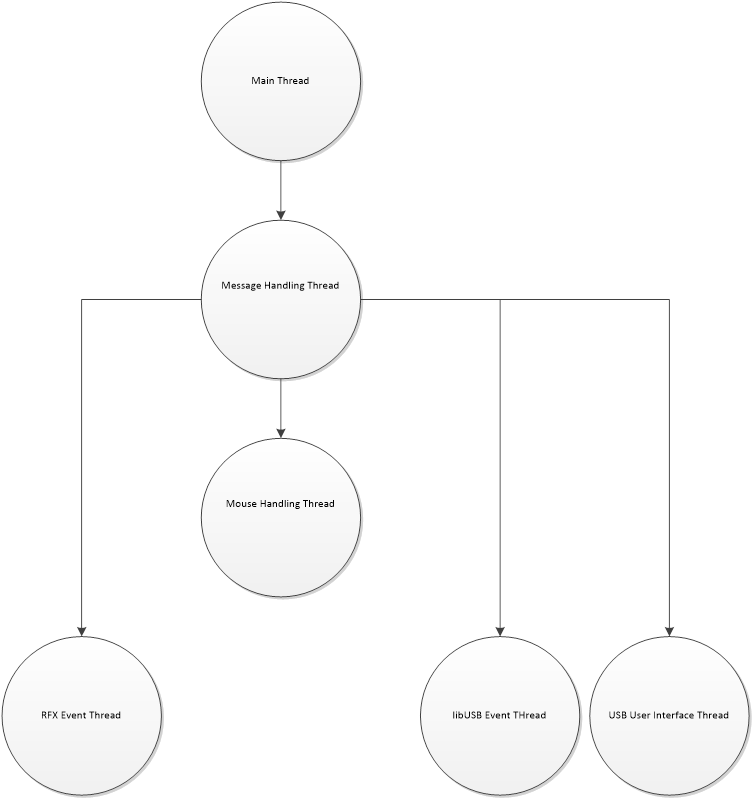 Main Thread
Message Handling Thread
Mouse Handling Thread
RFX Event Thread
libUSB Event THread
USB User Interface Thread